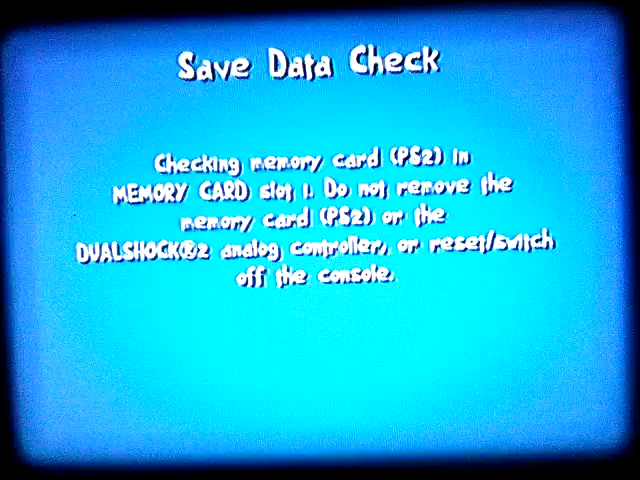 Save Data Check
Checking memory card (PS2) in
MEMORY CARD slot 1. Do not remove the
memory card (PS2) or the
DUALSHOCK®2 analog controller, or reset/switch
off the console.